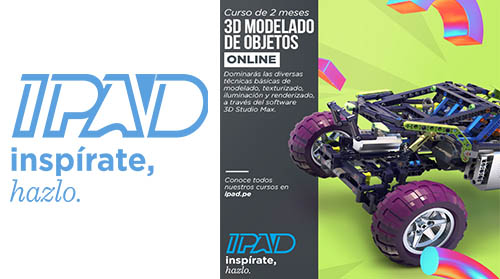 IPAD
inspírate,
hazlo.
Curso de 2 meses
3D MODELADO
DE OBJETOS
ONLINE
Dominarás las diversas
técnicas básicas de
modelado, texturizado,
iluminación y renderizado,
a través del software
3D Studio Max.
Conoce todos
nuestros cursos en
ipad.pe
IPAD
inspírate,
hazlo.